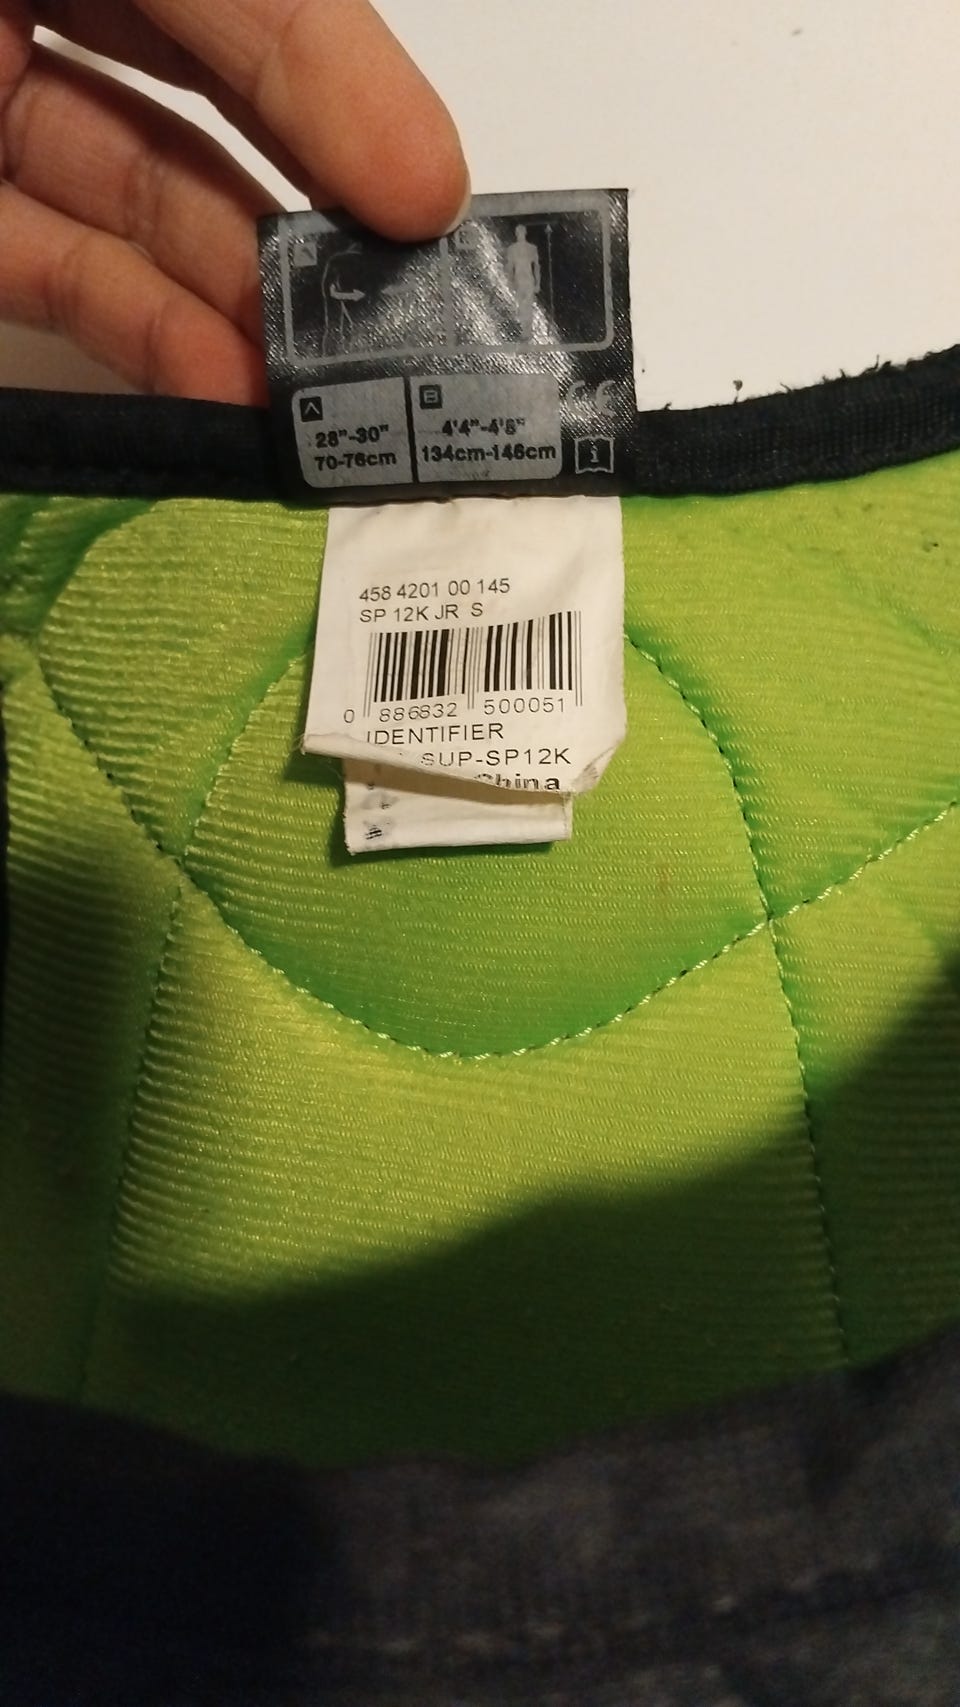 A
B
A
B
28"-30"
4'4"-4'8"
70-76cm
134cm-146cm
CE
i
458 4201 00 145
SP 12K JR S
0 886832 500051
IDENTIFIER
SUP-SP12K
China